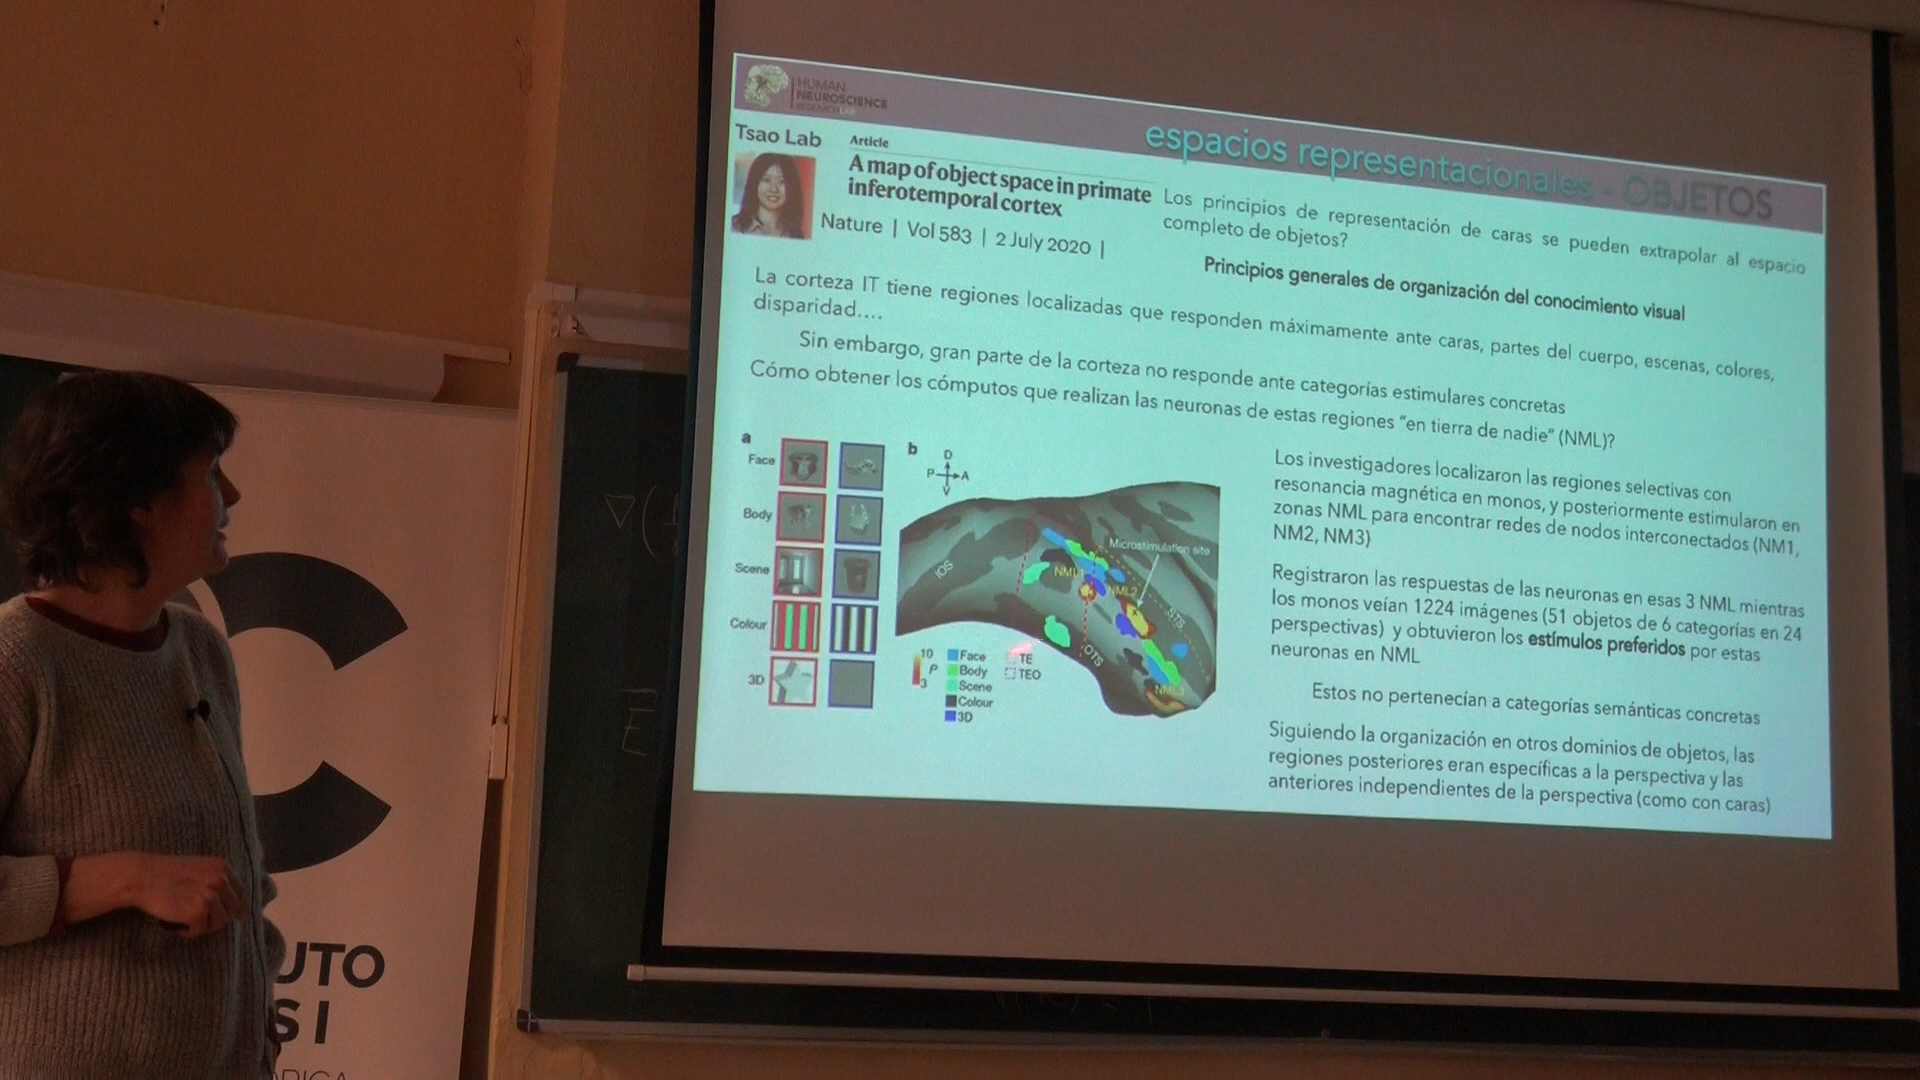 HUMAN
NEUROSCIENCE
RESEARCH LAB
espacios representacionales - OBJETOS
Tsao Lab
Article
A map of object space in primate
inferotemporal cortex
Nature | Vol 583 | 2 July 2020 |
Los principios de representación de caras se pueden extrapolar al espacio
completo de objetos?
Principios generales de organización del conocimiento visual
La corteza IT tiene regiones localizadas que responden máximamente ante caras, partes del cuerpo, escenas, colores,
disparidad....
Sin embargo, gran parte de la corteza no responde ante categorías estimulares concretas
Cómo obtener los cómputos que realizan las neuronas de estas regiones "en tierra de nadie" (NML)?
a
Face
Body
Scene
Colour
3D
b
D
P A
V
IOS
Microstimulation site
NML1
NML2
STS
OTS
NML3
10
P
3
Face
Body
Scene
Colour
3D
TE
TEO
Los investigadores localizaron las regiones selectivas con
resonancia magnética en monos, y posteriormente estimularon en
zonas NML para encontrar redes de nodos interconectados (NM1,
NM2, NM3)
Registraron las respuestas de las neuronas en esas 3 NML mientras
los monos veían 1224 imágenes (51 objetos de 6 categorías en 24
perspectivas) y obtuvieron los estímulos preferidos por estas
neuronas en NML
Estos no pertenecían a categorías semánticas concretas
Siguiendo la organización en otros dominios de objetos, las
regiones posteriores eran específicas a la perspectiva y las
anteriores independientes de la perspectiva (como con caras)
C
UTO
SI